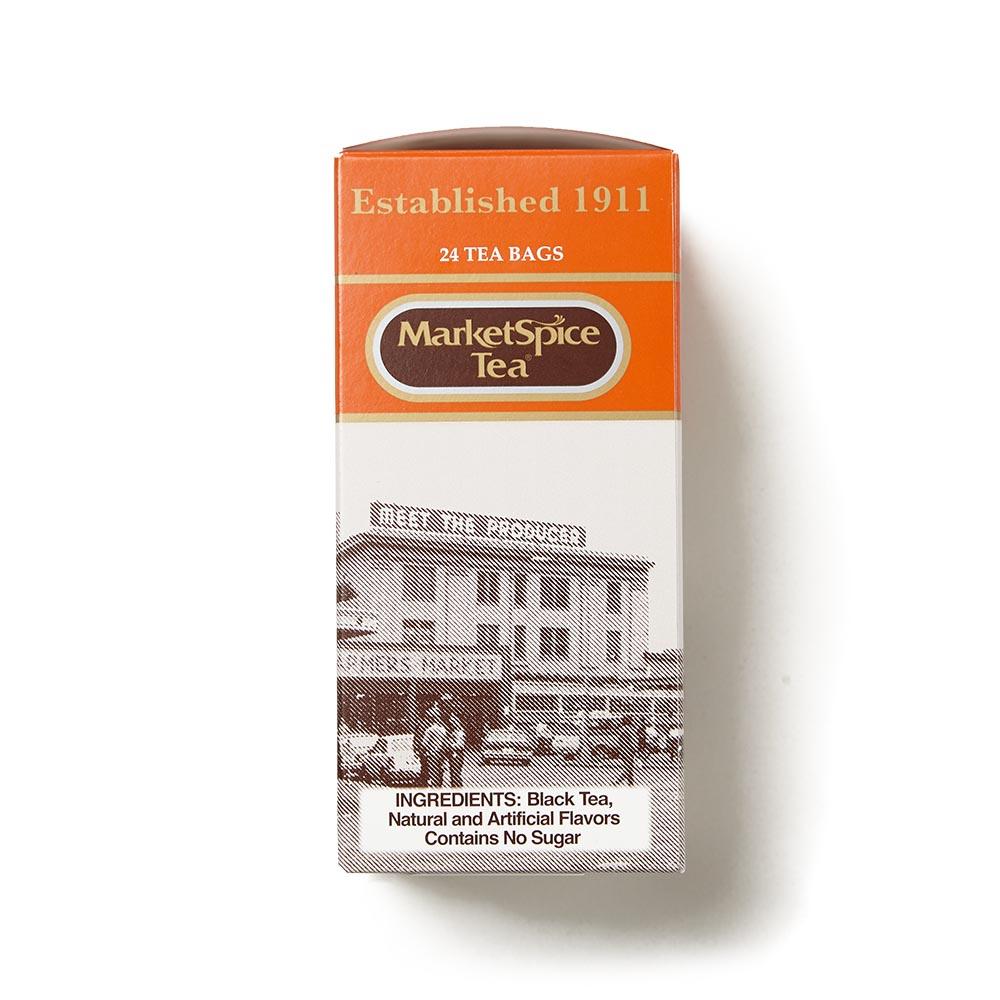 Established 1911
24 TEA BAGS
MarketSpice
Tea®
MEET THE PRODUCER
MARKET
INGREDIENTS: Black Tea,
Natural and Artificial Flavors
Contains No Sugar